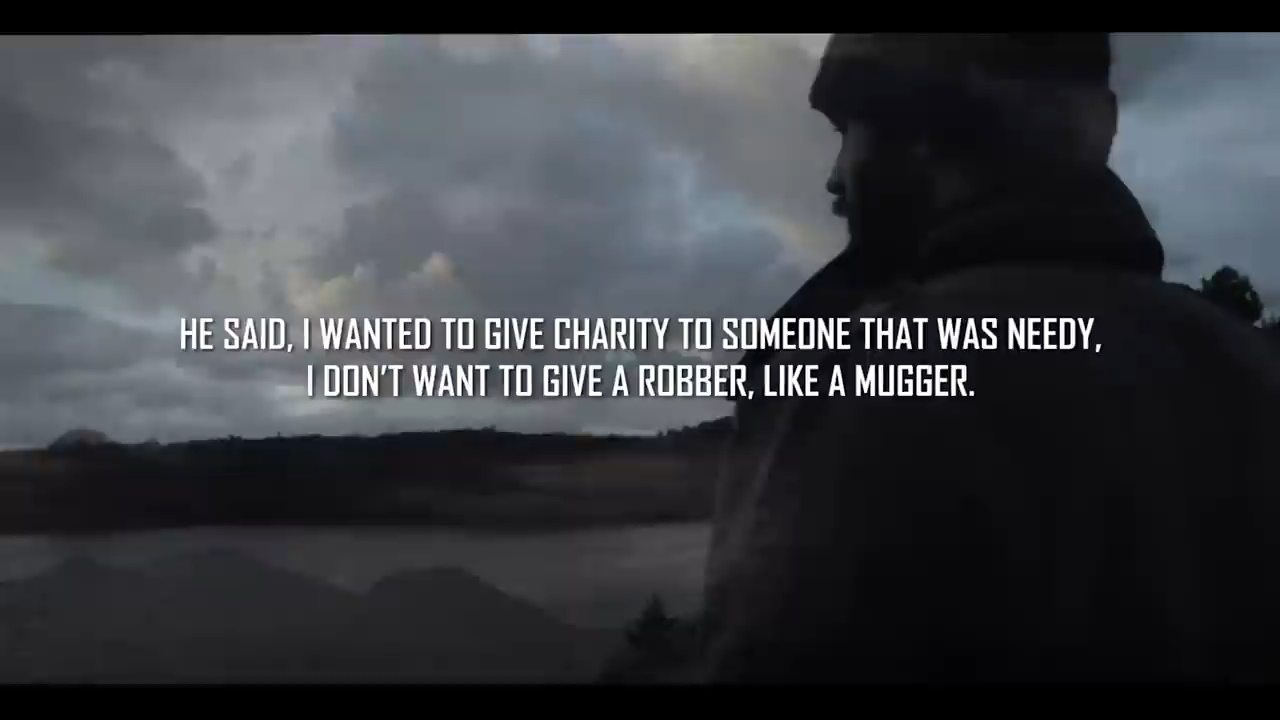 HE SAID, I WANTED TO GIVE CHARITY TO SOMEONE THAT WAS NEEDY,
I DON'T WANT TO GIVE A ROBBER, LIKE A MUGGER.